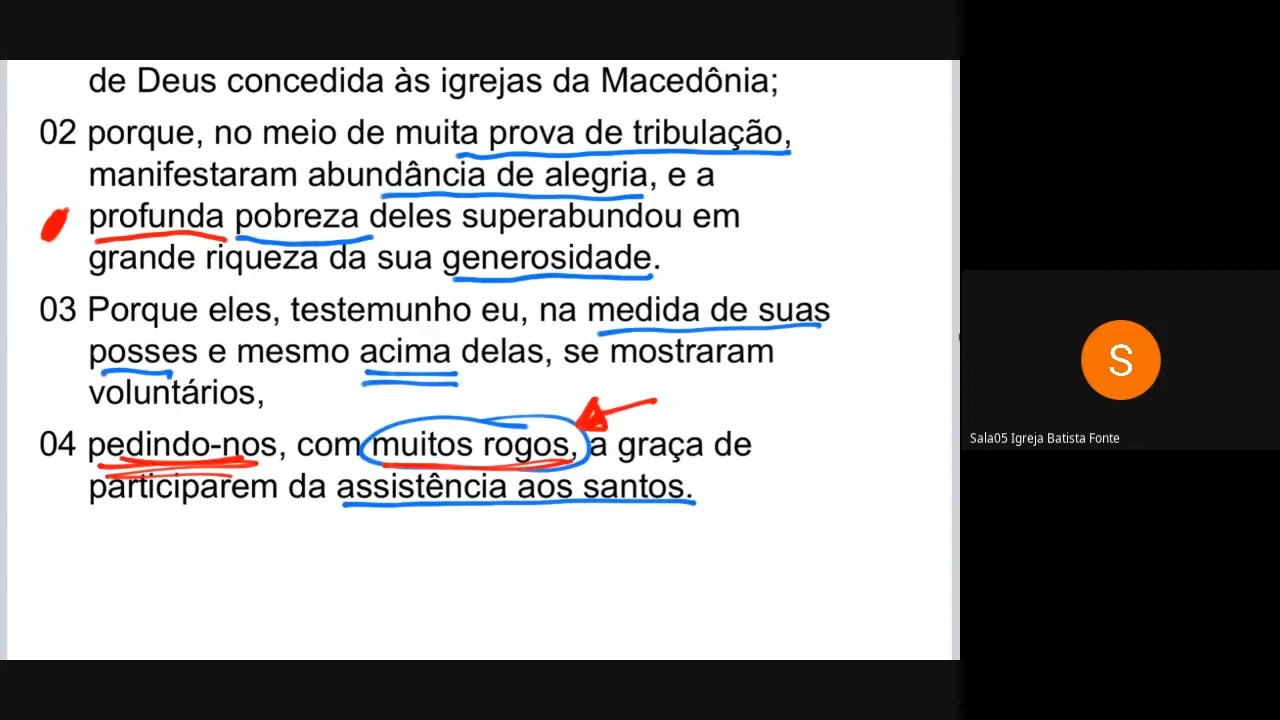 de Deus concedida às igrejas da Macedônia;
02 porque, no meio de muita prova de tribulação,
manifestaram abundância de alegria, e a
profunda pobreza deles superabundou em
grande riqueza da sua generosidade.
03 Porque eles, testemunho eu, na medida de suas
posses e mesmo acima delas, se mostraram
voluntários,
04 pedindo-nos, com muitos rogos, a graça de
participarem da assistência aos santos.
S
Sala05 Igreja Batista Fonte